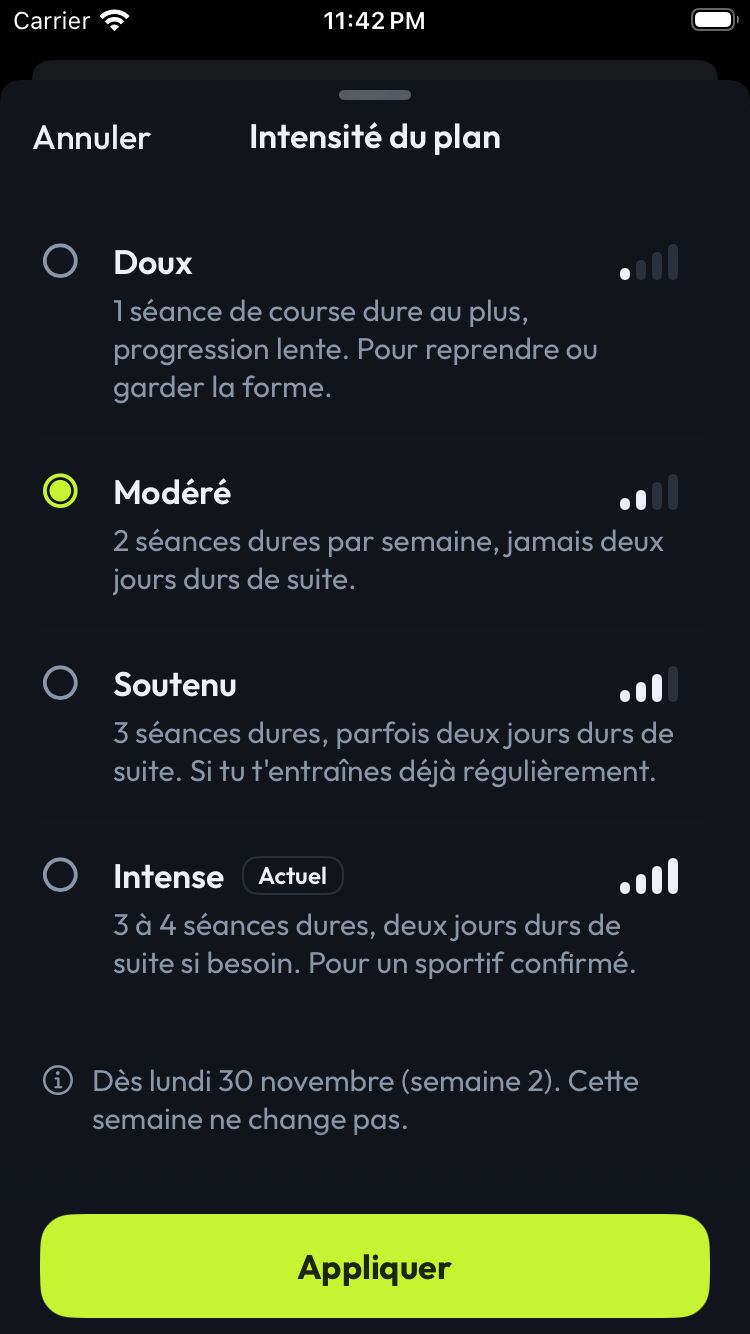 Carrier 11:42 PM
Annuler Intensité du plan
Doux
1 séance de course dure au plus,
progression lente. Pour reprendre ou
garder la forme.
Modéré
2 séances dures par semaine, jamais deux
jours durs de suite.
Soutenu
3 séances dures, parfois deux jours durs de
suite. Si tu t'entraînes déjà régulièrement.
Intense Actuel
3 à 4 séances dures, deux jours durs de
suite si besoin. Pour un sportif confirmé.
Dès lundi 30 novembre (semaine 2). Cette
semaine ne change pas.
Appliquer